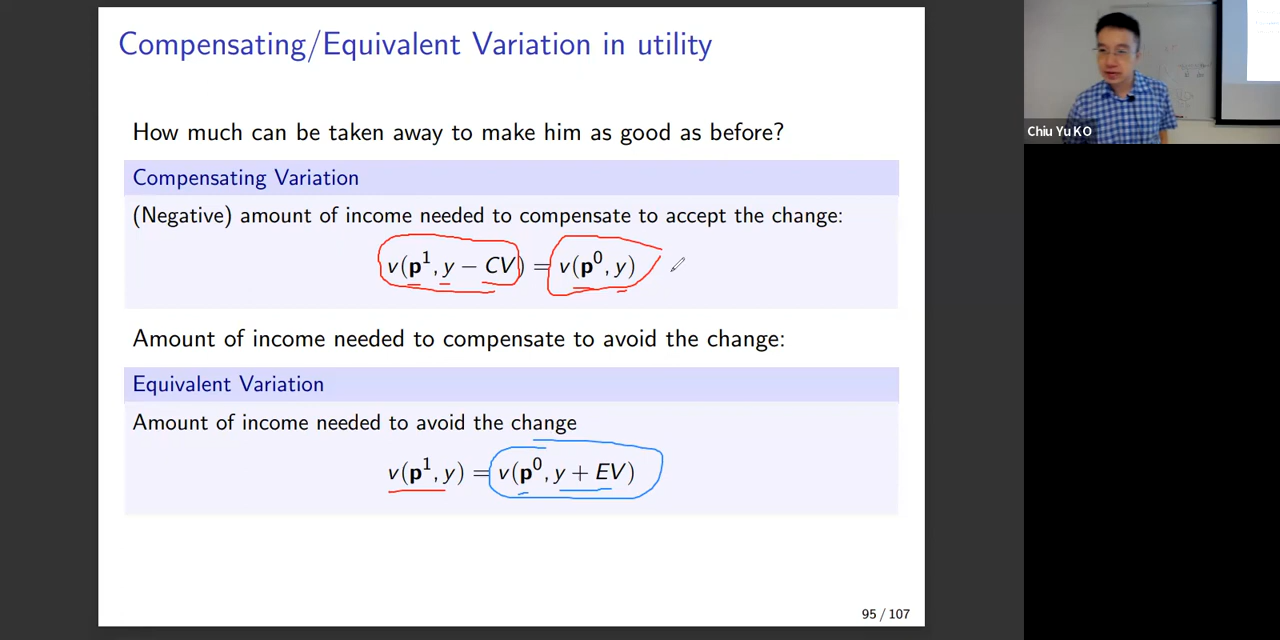 Compensating/Equivalent Variation in utility
How much can be taken away to make him as good as before?
Compensating Variation
(Negative) amount of income needed to compensate to accept the change:
v(p¹, y − CV) = v(p⁰, y)
Amount of income needed to compensate to avoid the change:
Equivalent Variation
Amount of income needed to avoid the change
v(p¹, y) = v(p⁰, y + EV)
95 / 107
Chiu Yu KO